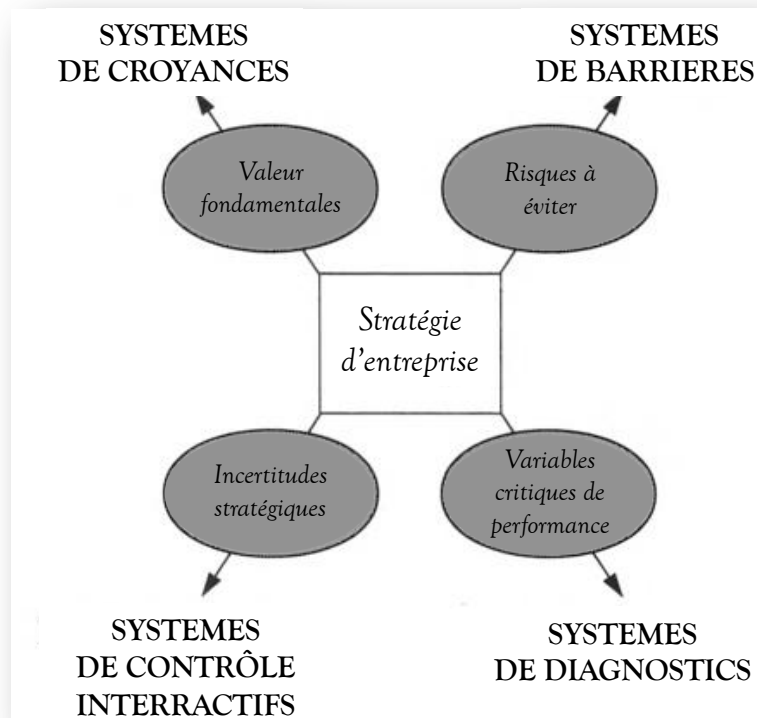 SYSTEMES
DE CROYANCES
SYSTEMES
DE BARRIERES
Valeur
fondamentales
Risques à
éviter
Stratégie
d'entreprise
Incertitudes
stratégiques
Variables
critiques de
performance
SYSTEMES
DE CONTRÔLE
INTERRACTIFS
SYSTEMES
DE DIAGNOSTICS